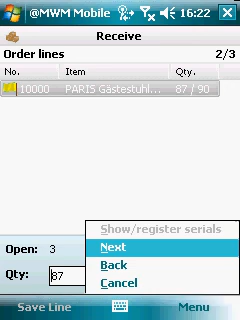 @MWM Mobile 16:22
Receive
Order lines 2/3
No. Item Qty.
10000 PARIS Gästestuhl... 87 / 90
Show/register serials
Next
Back
Cancel
Open: 3
Qty: 87
Save Line Menu